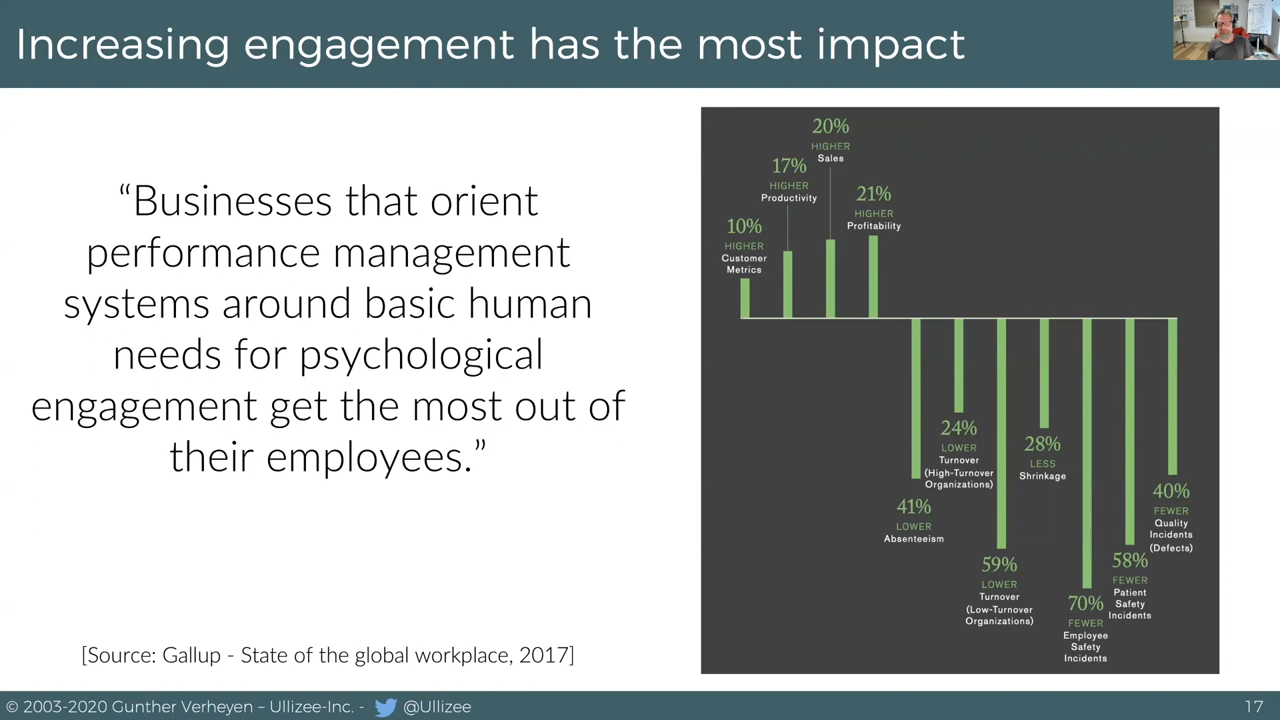 Increasing engagement has the most impact
“Businesses that orient
performance management
systems around basic human
needs for psychological
engagement get the most out of
their employees.”
[Source: Gallup - State of the global workplace, 2017]
10%
HIGHER
Customer
Metrics
17%
HIGHER
Productivity
20%
HIGHER
Sales
21%
HIGHER
Profitability
41%
LOWER
Absenteeism
24%
LOWER
Turnover
(High-Turnover
Organizations)
59%
LOWER
Turnover
(Low-Turnover
Organizations)
28%
LESS
Shrinkage
70%
FEWER
Employee
Safety
Incidents
58%
FEWER
Patient
Safety
Incidents
40%
FEWER
Quality
Incidents
(Defects)
© 2003-2020 Gunther Verheyen – Ullizee-Inc. - @Ullizee
17